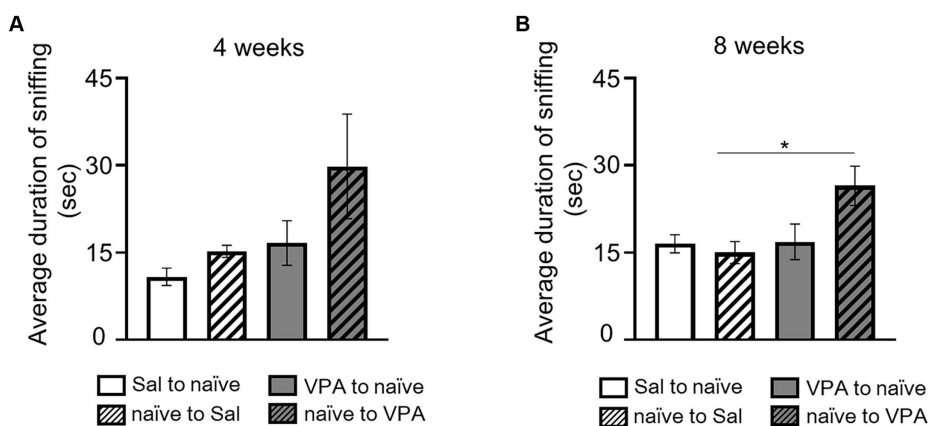 A
4 weeks
Average duration of sniffing
(sec)
45
30
15
0
Sal to naïve
VPA to naïve
naïve to Sal
naïve to VPA
B
8 weeks
Average duration of sniffing
(sec)
45
30
15
0
*
Sal to naïve
VPA to naïve
naïve to Sal
naïve to VPA